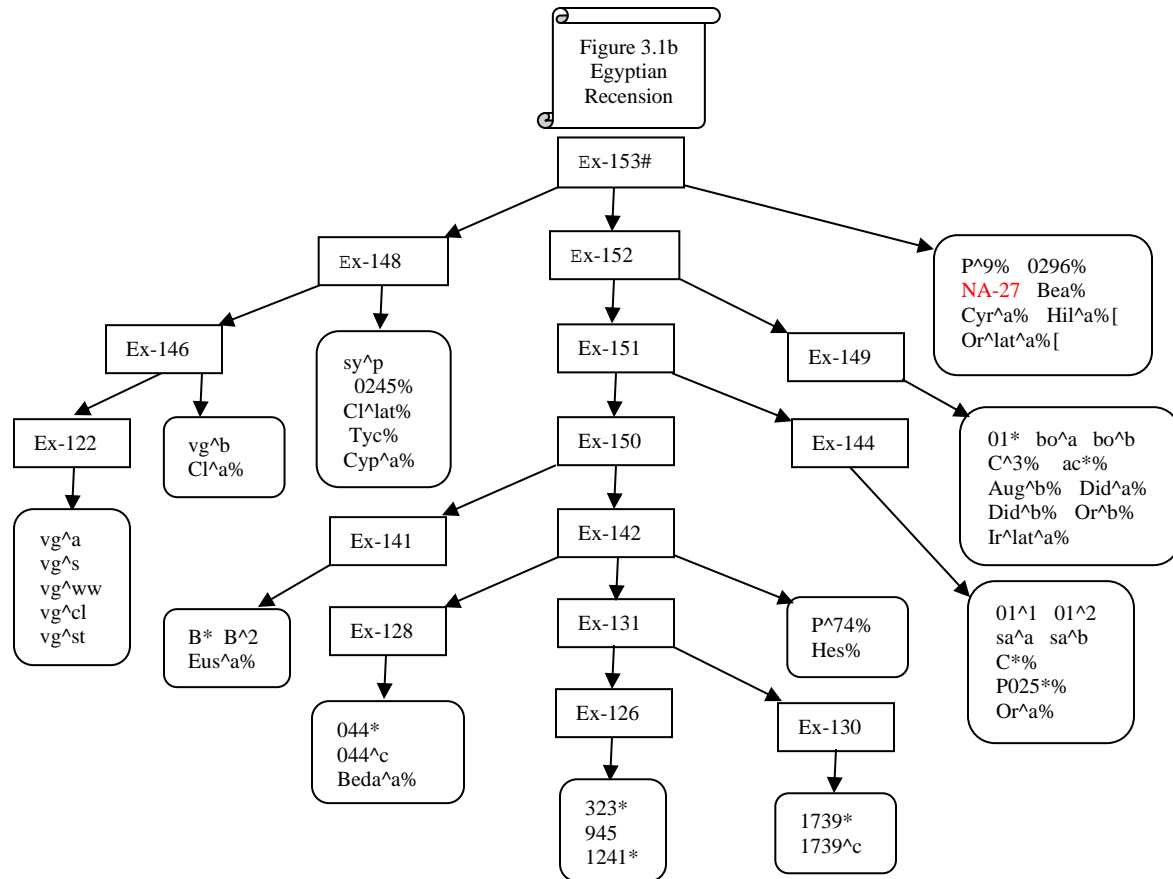 Figure 3.1b
Egyptian
Recension
Ex-153#
Ex-148
Ex-152
P^9% 0296%
NA-27 Bea%
Cyr^a% Hil^a%[
Or^lat^a%[
Ex-146
sy^p
0245%
Cl^lat%
Tyc%
Cyp^a%
Ex-151
Ex-149
Ex-122
vg^b
Cl^a%
Ex-150
Ex-144
01* bo^a bo^b
C^3% ac*%
Aug^b% Did^a%
Did^b% Or^b%
Ir^lat^a%
vg^a
vg^s
vg^ww
vg^cl
vg^st
Ex-141
Ex-142
B* B^2
Eus^a%
Ex-128
Ex-131
P^74%
Hes%
01^1 01^2
sa^a sa^b
C*%
P025*%
Or^a%
044*
044^c
Beda^a%
Ex-126
Ex-130
323*
945
1241*
1739*
1739^c